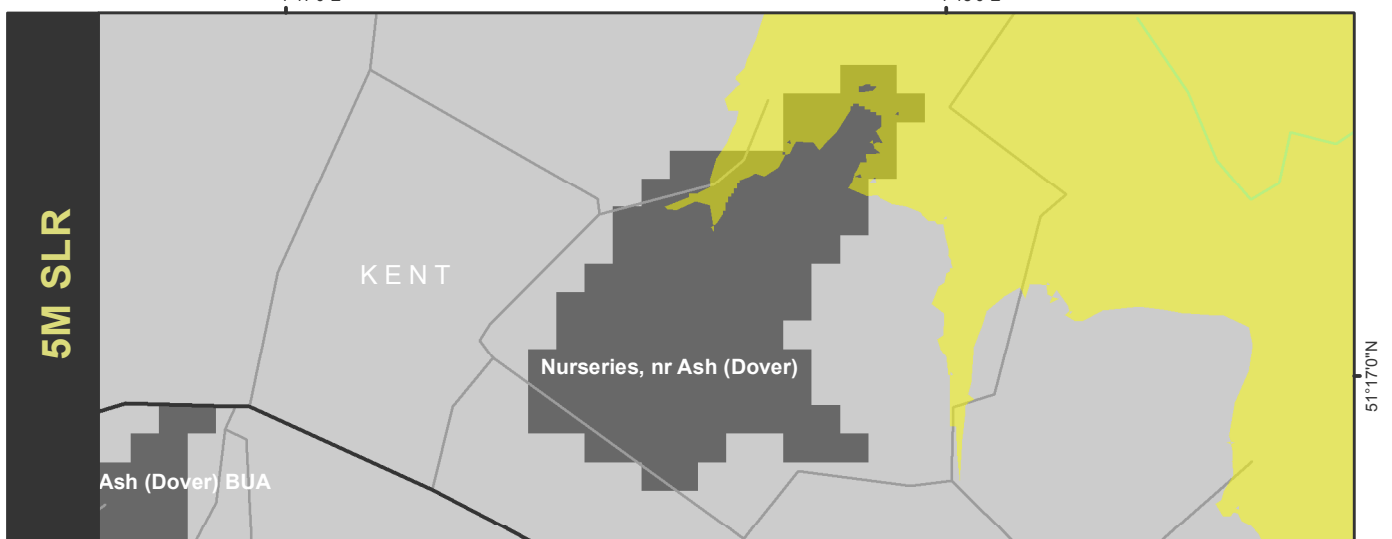 5M SLR
KENT
Nurseries, nr Ash (Dover)
51°17'0"N
Ash (Dover) BUA